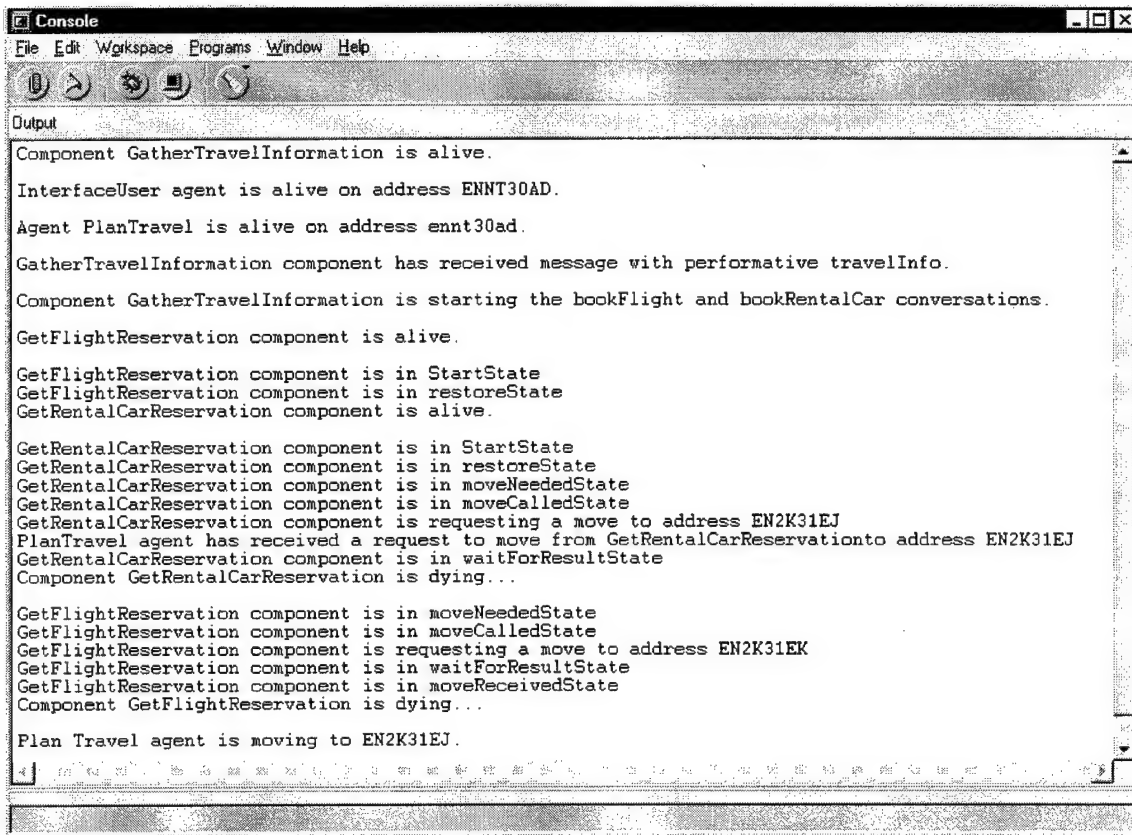 Console
File Edit Workspace Programs Window Help
Output
Component GatherTravelInformation is alive.
InterfaceUser agent is alive on address ENNT30AD.
Agent PlanTravel is alive on address ennt30ad.
GatherTravelInformation component has received message with performative travelInfo.
Component GatherTravelInformation is starting the bookFlight and bookRentalCar conversations.
GetFlightReservation component is alive.
GetFlightReservation component is in StartState
GetFlightReservation component is in restoreState
GetRentalCarReservation component is alive.
GetRentalCarReservation component is in StartState
GetRentalCarReservation component is in restoreState
GetRentalCarReservation component is in moveNeededState
GetRentalCarReservation component is in moveCalledState
GetRentalCarReservation component is requesting a move to address EN2K31EJ
PlanTravel agent has received a request to move from GetRentalCarReservationto address EN2K31EJ
GetRentalCarReservation component is in waitForResultState
Component GetRentalCarReservation is dying...
GetFlightReservation component is in moveNeededState
GetFlightReservation component is in moveCalledState
GetFlightReservation component is requesting a move to address EN2K31EK
GetFlightReservation component is in waitForResultState
GetFlightReservation component is in moveReceivedState
Component GetFlightReservation is dying...
Plan Travel agent is moving to EN2K31EJ.